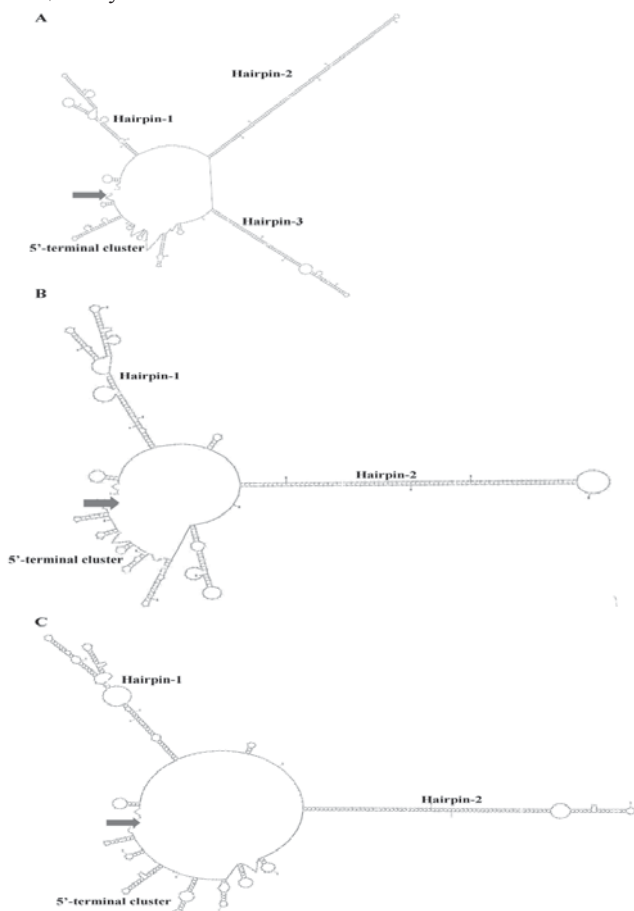 A
Hairpin-2
Hairpin-1
Hairpin-3
5'-terminal cluster
B
Hairpin-1
Hairpin-2
5'-terminal cluster
C
Hairpin-1
Hairpin-2
5'-terminal cluster